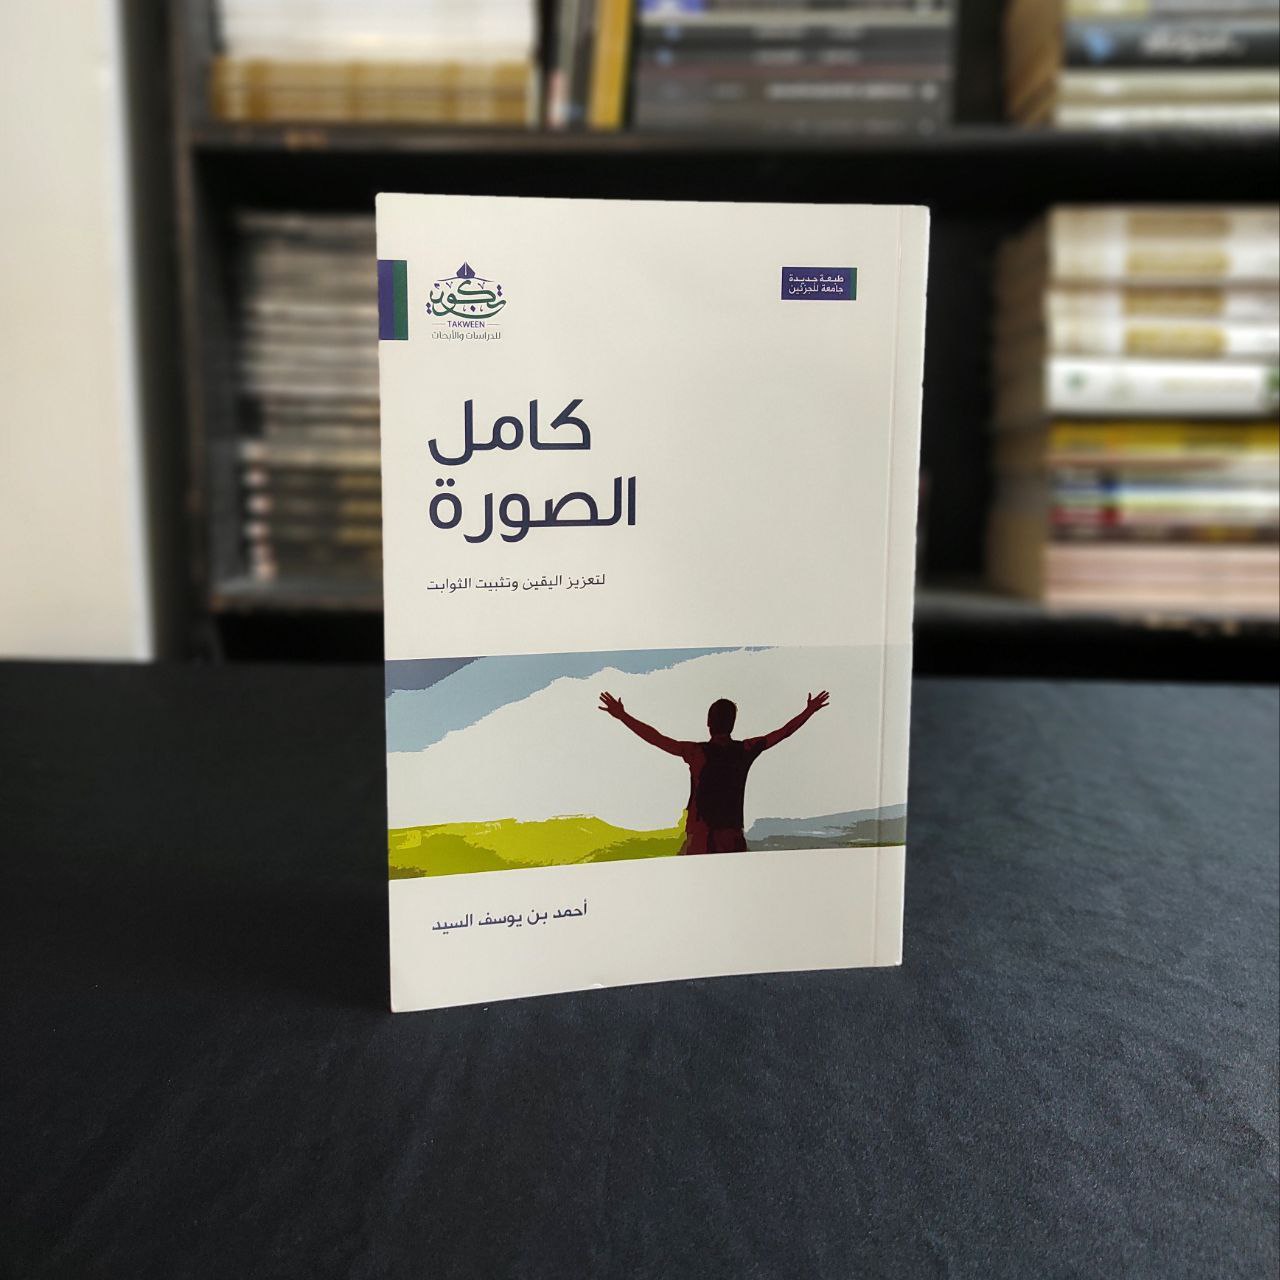 طبعة جديدة
جامعة للجزئين
تكوين
TAKWEEN
للدراسات والأبحاث
كامل
الصورة
لتعزيز اليقين وتثبيت الثوابت
أحمد بن يوسف السيد